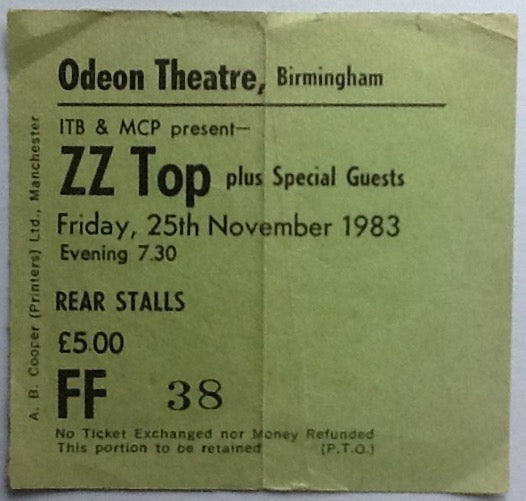 Odeon Theatre, Birmingham
ITB & MCP present—
ZZ Top plus Special Guests
Friday, 25th November 1983
Evening 7.30
REAR STALLS
£5.00
FF 38
No Ticket Exchanged nor Money Refunded
This portion to be retained (P.T.O.)
A. B. Cooper (Printers) Ltd., Manchester